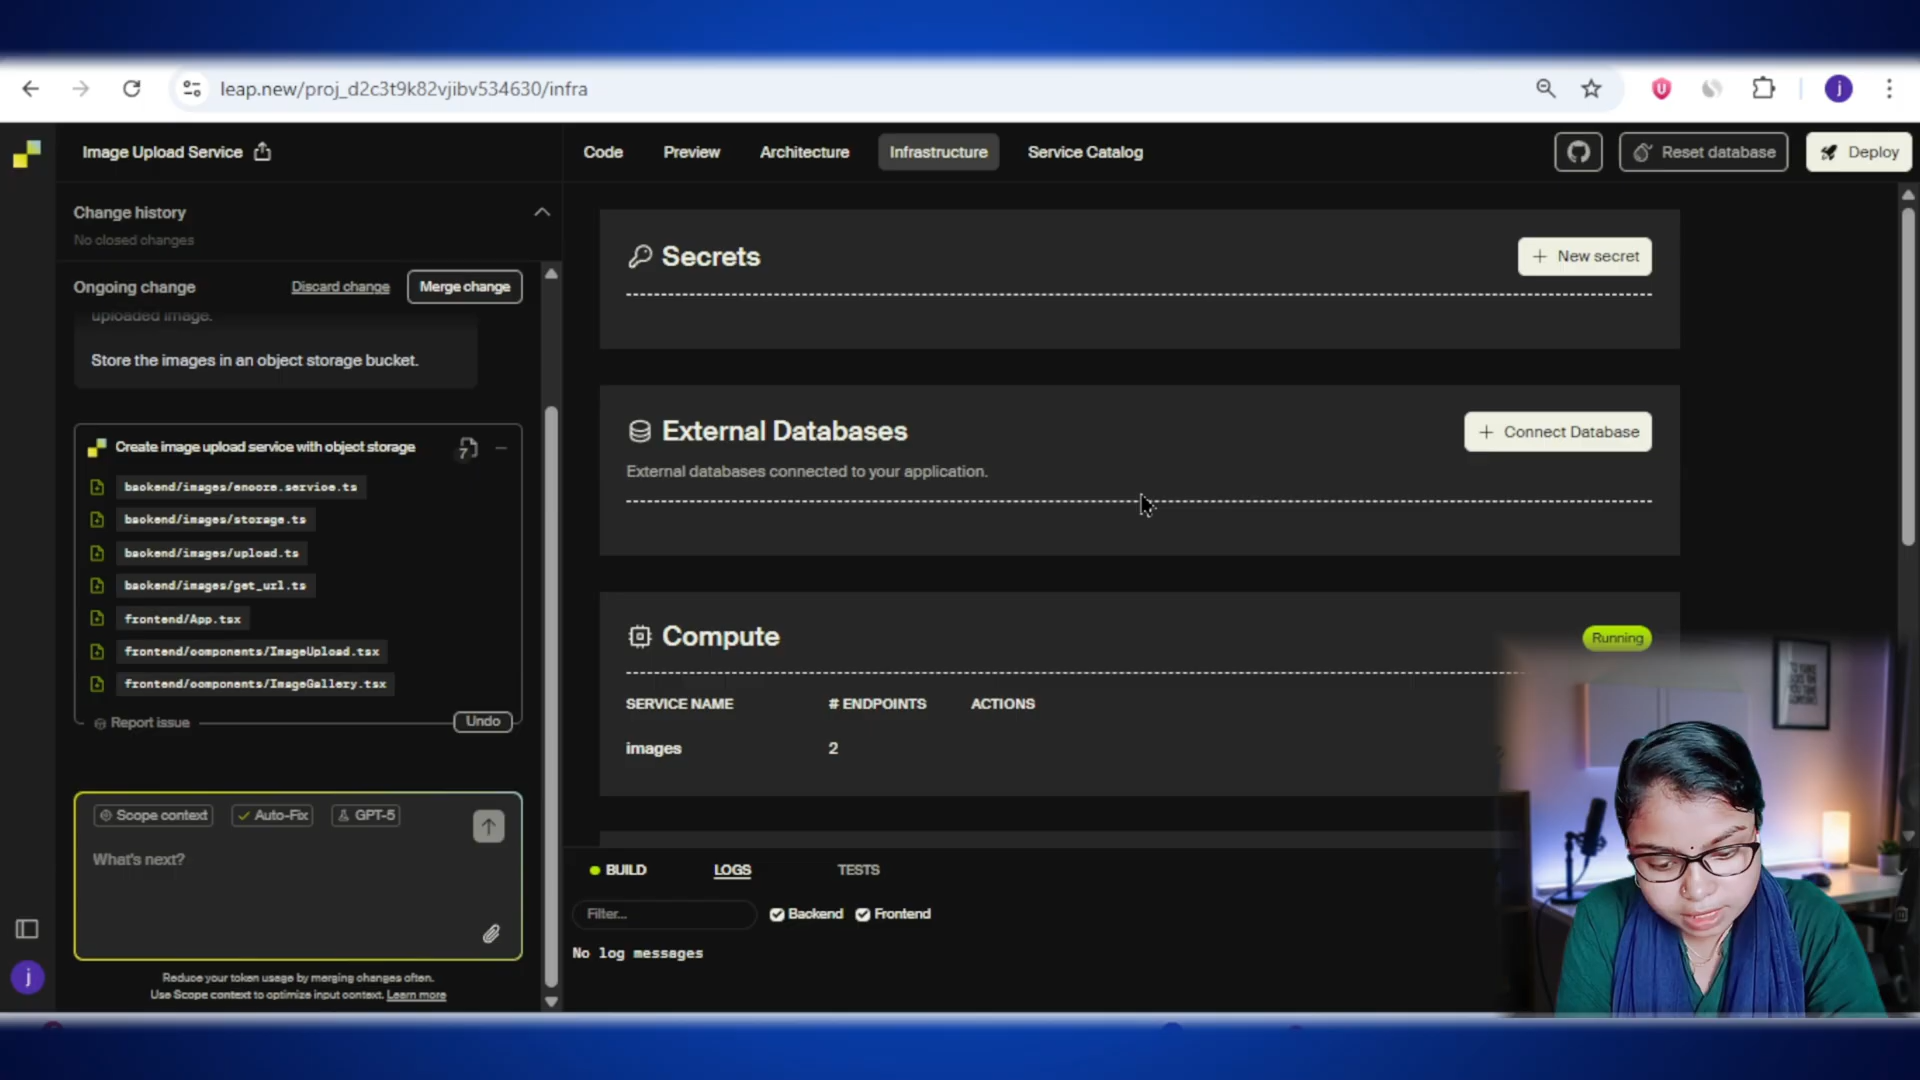 leap.new/proj_d2c3t9k82vjibv534630/infra
j
Image Upload Service
Code
Preview
Architecture
Infrastructure
Service Catalog
Reset database
Deploy
Change history
No closed changes
Ongoing change
Discard change
Merge change
uploaded image.
Store the images in an object storage bucket.
Create image upload service with object storage
7
backend/images/encore.service.ts
backend/images/storage.ts
backend/images/upload.ts
backend/images/get_url.ts
frontend/App.tsx
frontend/components/ImageUpload.tsx
frontend/components/ImageGallery.tsx
Report issue
Undo
Scope context
Auto-Fix
GPT-5
What's next?
Reduce your token usage by merging changes often.
Use Scope context to optimize input context. Learn more
j
Secrets
+ New secret
External Databases
+ Connect Database
External databases connected to your application.
Compute
Running
SERVICE NAME
# ENDPOINTS
ACTIONS
images
2
BUILD
LOGS
TESTS
Filter...
Backend
Frontend
No log messages